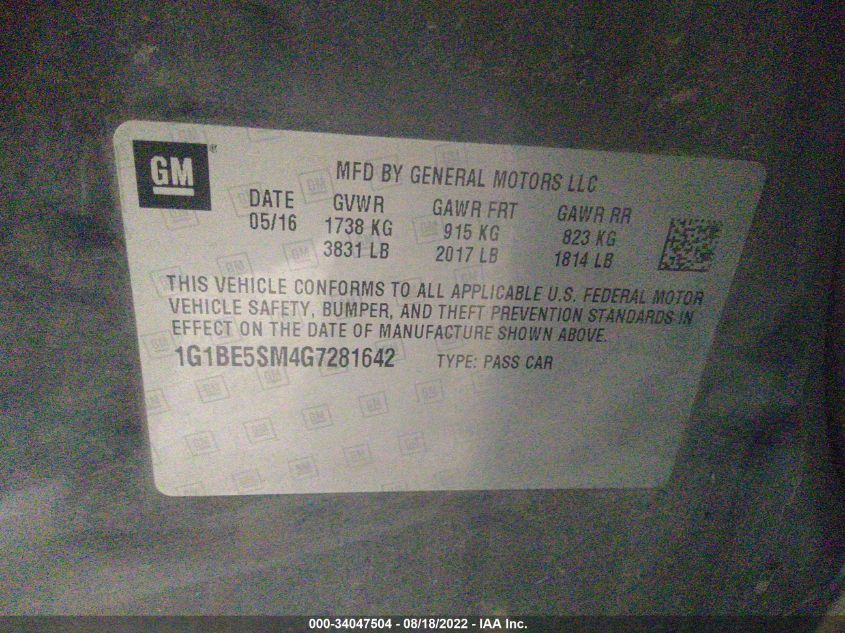 GM®
MFD BY GENERAL MOTORS LLC
DATE GVWR GAWR FRT GAWR RR
05/16 1738 KG 915 KG 823 KG
3831 LB 2017 LB 1814 LB
THIS VEHICLE CONFORMS TO ALL APPLICABLE U.S. FEDERAL MOTOR
VEHICLE SAFETY, BUMPER, AND THEFT PREVENTION STANDARDS IN
EFFECT ON THE DATE OF MANUFACTURE SHOWN ABOVE.
1G1BE5SM4G7281642 TYPE: PASS CAR
000-34047504 - 08/18/2022 - IAA Inc.